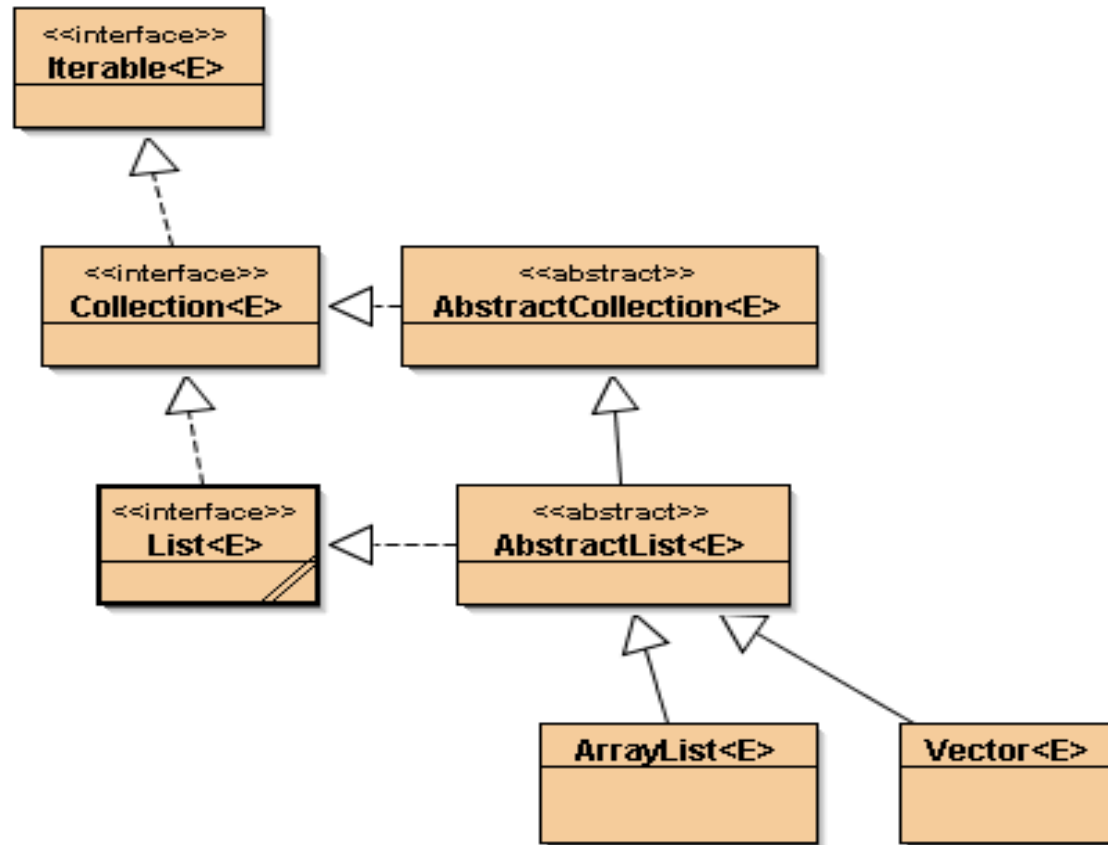 <<interface>>
Iterable<E>
<<interface>>
Collection<E>
<<abstract>>
AbstractCollection<E>
<<interface>>
List<E>
<<abstract>>
AbstractList<E>
ArrayList<E>
Vector<E>